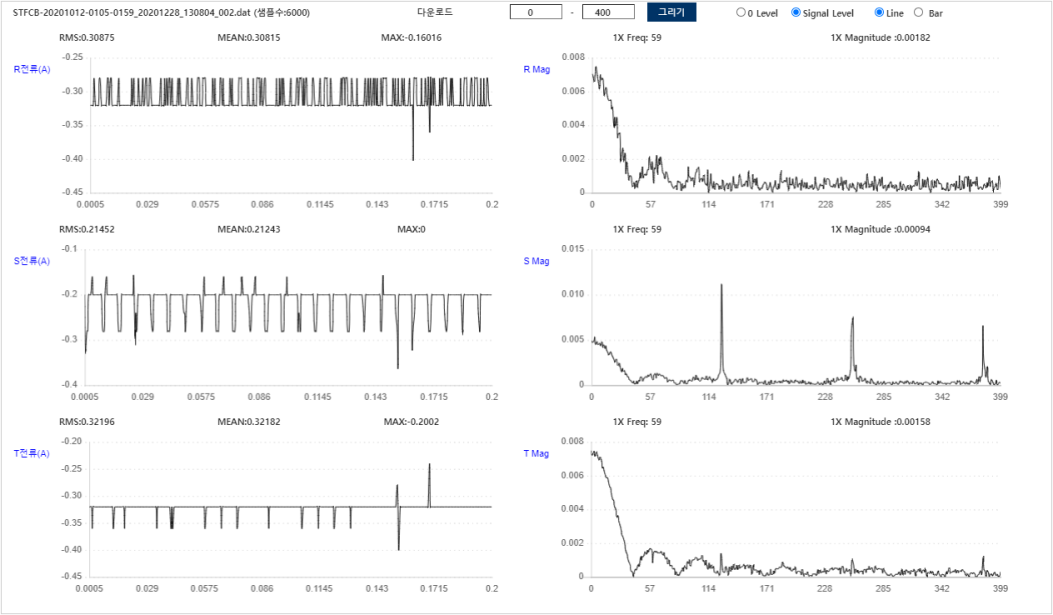 STFCB-20201012-0105-0159_20201228_130804_002.dat (샘플수:6000) 다운로드 0 - 400 그리기 0 Level Signal Level Line Bar
RMS:0.30875 MEAN:0.30815 MAX:-0.16016 1X Freq: 59 1X Magnitude :0.00182
R전류(A) R Mag
-0.25 0.008
-0.30 0.006
-0.35 0.004
-0.40 0.002
-0.45 0
0.0005 0.029 0.0575 0.086 0.1145 0.143 0.1715 0.2 0 57 114 171 228 285 342 399
RMS:0.21452 MEAN:0.21243 MAX:0 1X Freq: 59 1X Magnitude :0.00094
S전류(A) S Mag
-0.1 0.015
-0.2 0.010
-0.3 0.005
-0.4 0
0.0005 0.029 0.0575 0.086 0.1145 0.143 0.1715 0.2 0 57 114 171 228 285 342 399
RMS:0.32196 MEAN:0.32182 MAX:-0.2002 1X Freq: 59 1X Magnitude :0.00158
T전류(A) T Mag
-0.20 0.008
-0.25 0.006
-0.30 0.004
-0.35 0.002
-0.40 0
-0.45
0.0005 0.029 0.0575 0.086 0.1145 0.143 0.1715 0.2 0 57 114 171 228 285 342 399